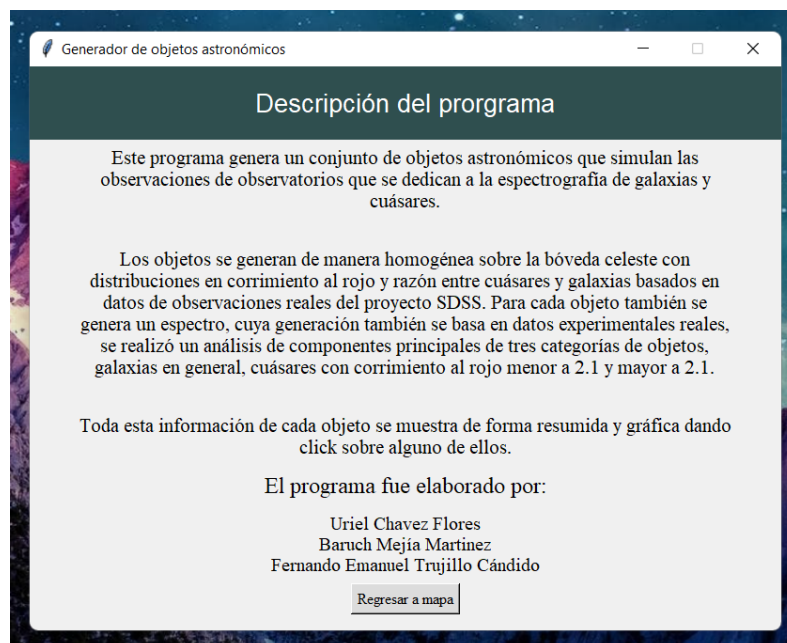 Generador de objetos astronómicos
Descripción del prorgrama
Este programa genera un conjunto de objetos astronómicos que simulan las
observaciones de observatorios que se dedican a la espectrografía de galaxias y
cuásares.
Los objetos se generan de manera homogénea sobre la bóveda celeste con
distribuciones en corrimiento al rojo y razón entre cuásares y galaxias basados en
datos de observaciones reales del proyecto SDSS. Para cada objeto también se
genera un espectro, cuya generación también se basa en datos experimentales reales,
se realizó un análisis de componentes principales de tres categorías de objetos,
galaxias en general, cuásares con corrimiento al rojo menor a 2.1 y mayor a 2.1.
Toda esta información de cada objeto se muestra de forma resumida y gráfica dando
click sobre alguno de ellos.
El programa fue elaborado por:
Uriel Chavez Flores
Baruch Mejía Martinez
Fernando Emanuel Trujillo Cándido
Regresar a mapa